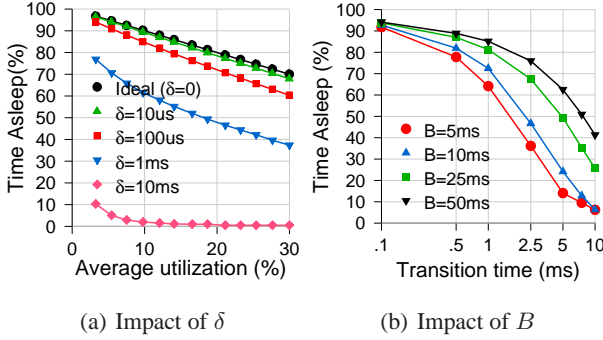 100
90
80
70
60
50
40
30
20
10
0
Time Asleep(%)
Ideal (δ=0)
δ=10us
δ=100us
δ=1ms
δ=10ms
0 10 20 30
Average utilization (%)
(a) Impact of δ
100
90
80
70
60
50
40
30
20
10
0
Time Asleep (%)
B=5ms
B=10ms
B=25ms
B=50ms
.1 .5 1 2.5 5 10
Transition time (ms)
(b) Impact of B